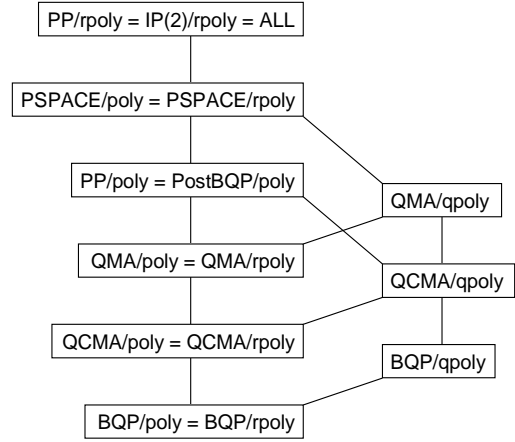 PP/rpoly = IP(2)/rpoly = ALL
PSPACE/poly = PSPACE/rpoly
PP/poly = PostBQP/poly
QMA/qpoly
QMA/poly = QMA/rpoly
QCMA/qpoly
QCMA/poly = QCMA/rpoly
BQP/qpoly
BQP/poly = BQP/rpoly